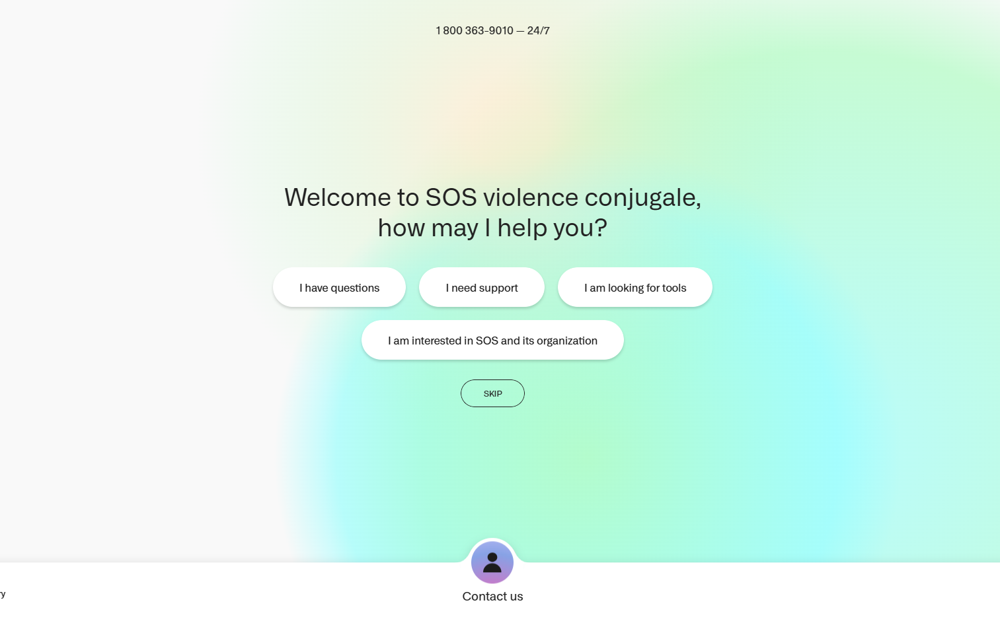 1 800 363-9010 — 24/7
Welcome to SOS violence conjugale,
how may I help you?
I have questions
I need support
I am looking for tools
I am interested in SOS and its organization
SKIP
ry
Contact us